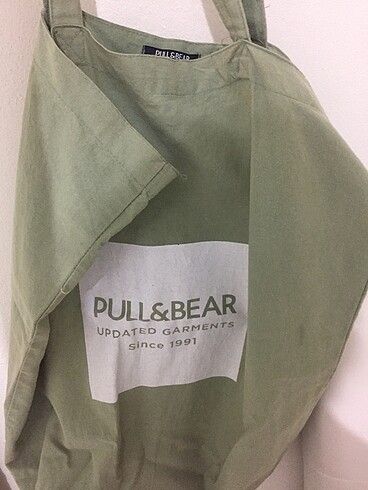 PULL&BEAR
PULL&BEAR
UPDATED GARMENTS
Since 1991